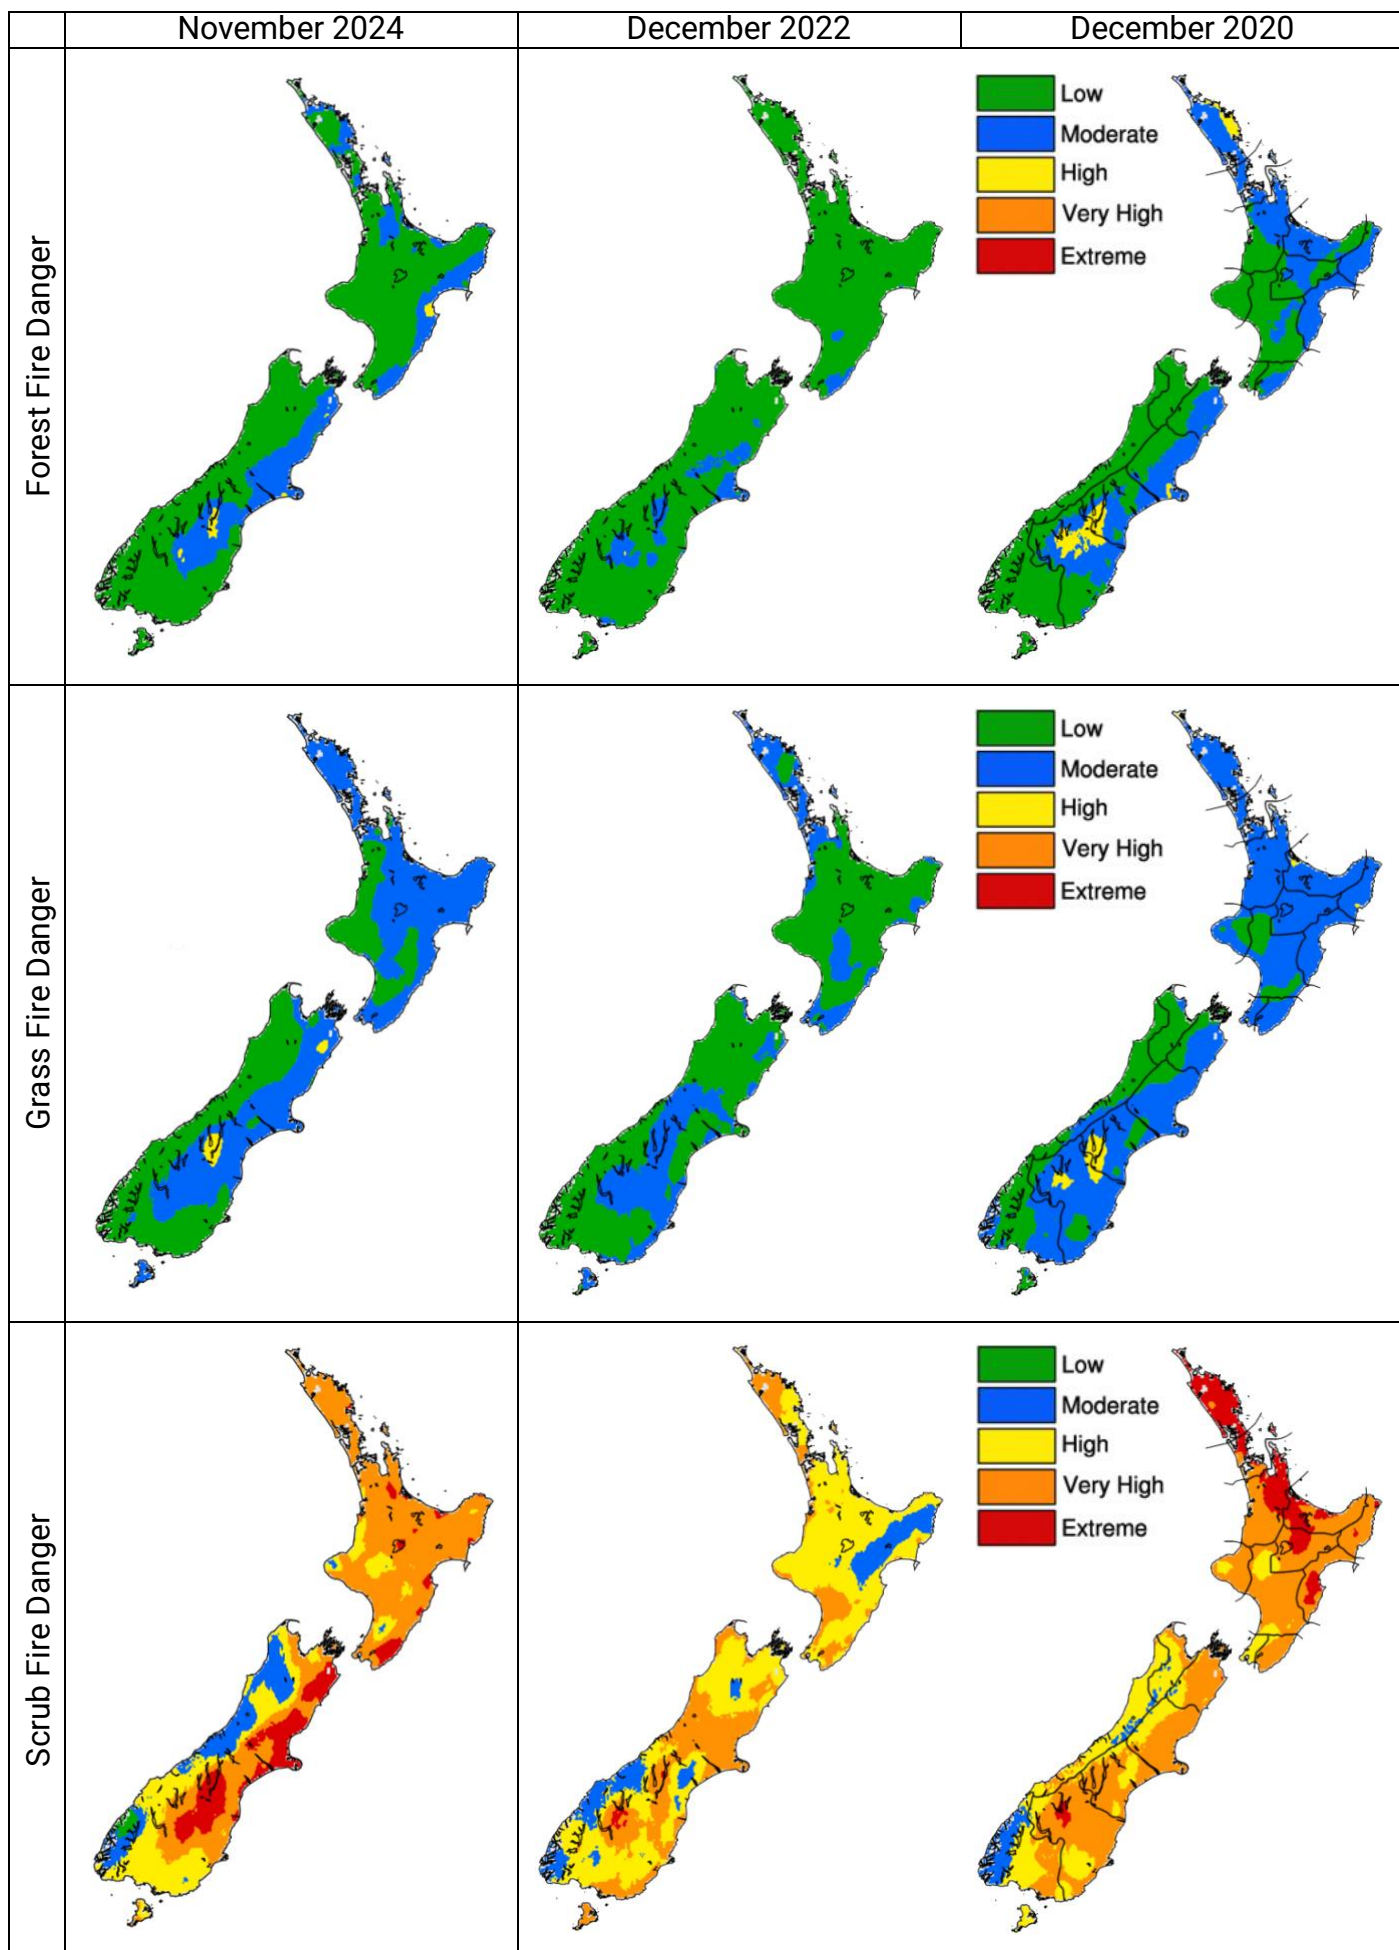 November 2024
December 2022
December 2020
Forest Fire Danger
Low
Moderate
High
Very High
Extreme
Grass Fire Danger
Low
Moderate
High
Very High
Extreme
Scrub Fire Danger
Low
Moderate
High
Very High
Extreme